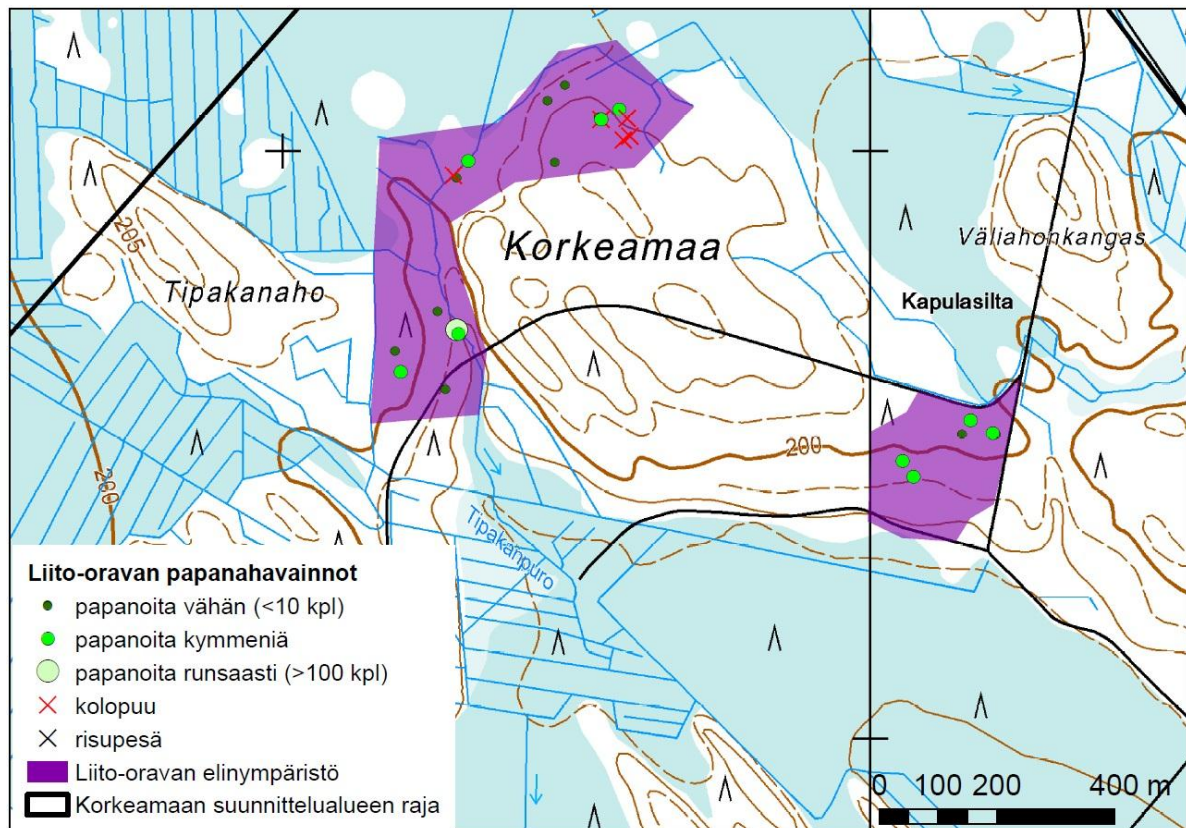 Korkeamaa
Väliahonkangas
205
Tipakanaho
Kapulasilta
200
200
Tipakanpuro
Liito-oravan papanahavainnot
papanoita vähän (<10 kpl)
papanoita kymmeniä
papanoita runsaasti (>100 kpl)
kolopuu
risupesä
Liito-oravan elinympäristö
Korkeamaan suunnittelualueen raja
0 100 200 400 m